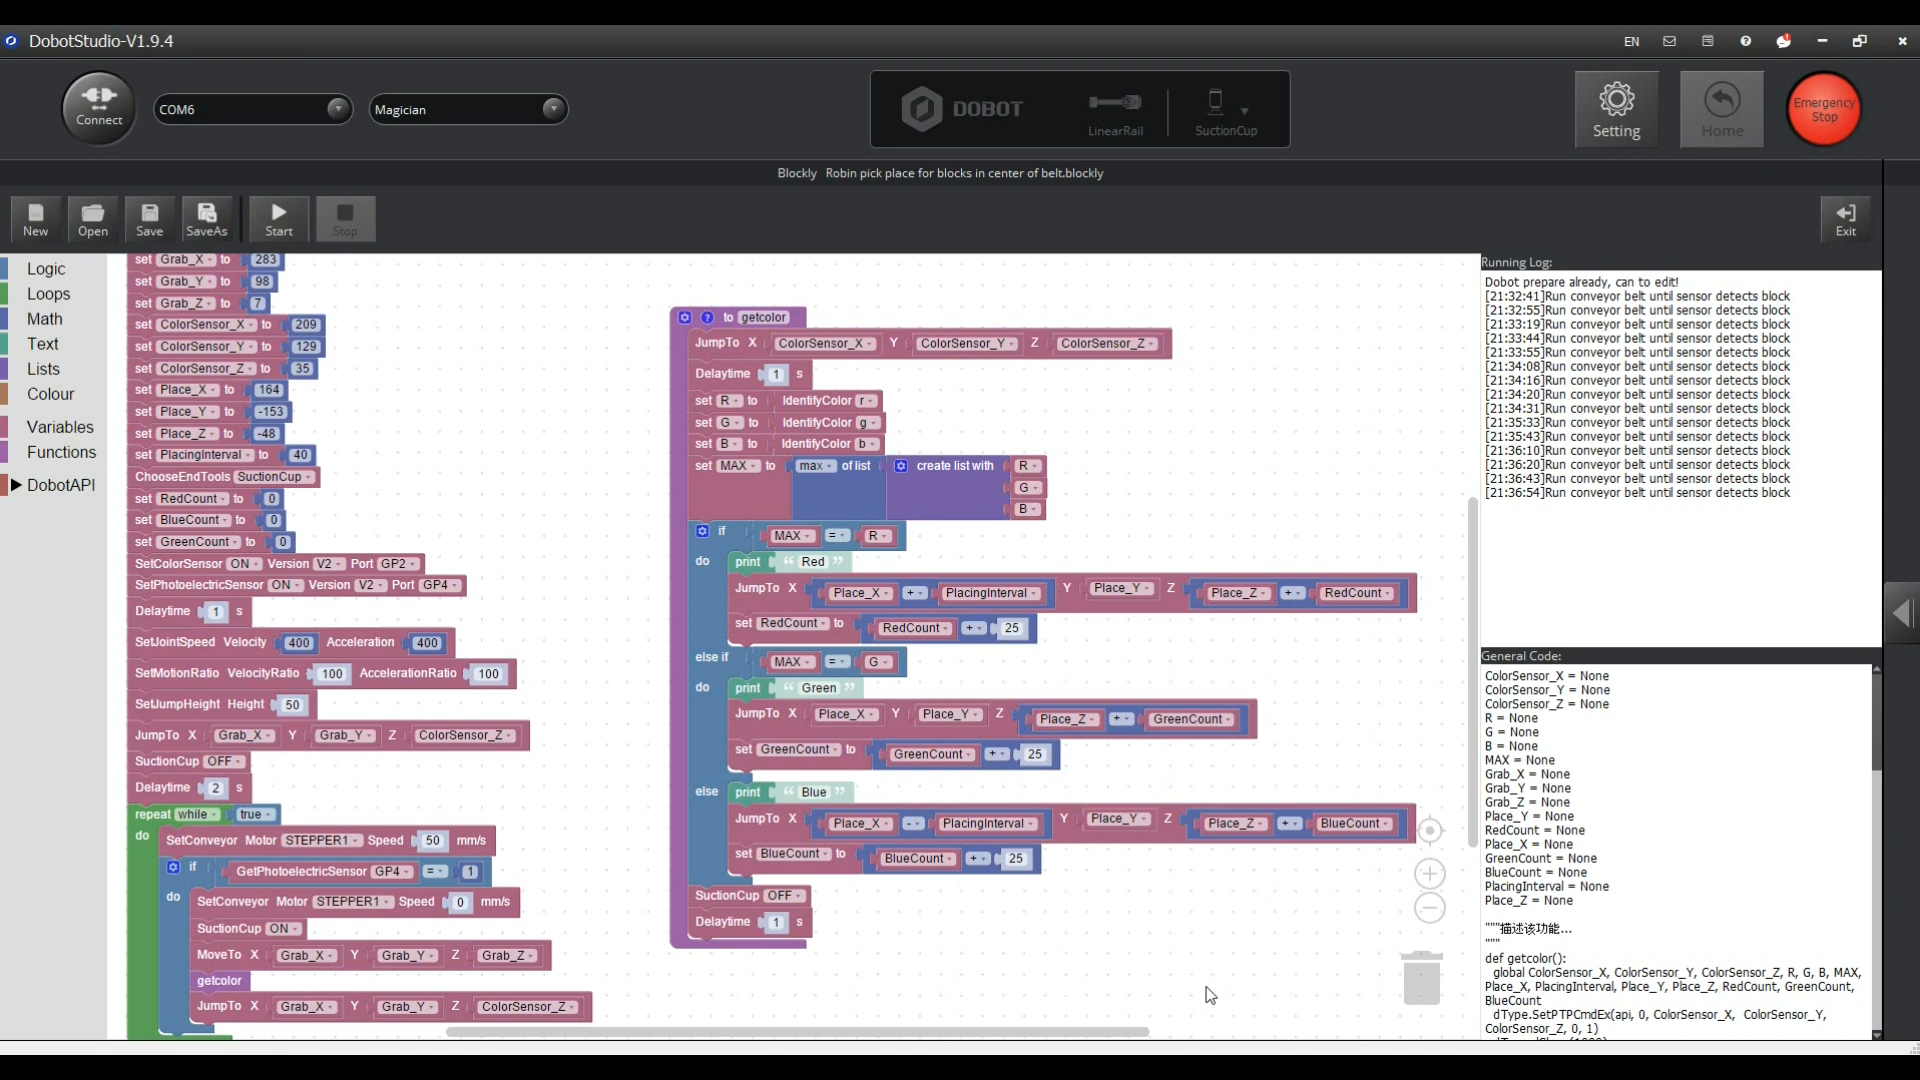 DobotStudio-V1.9.4
EN
Connect
COM6
Magician
DOBOT
LinearRail
SuctionCup
Setting
Home
Emergency
Stop
Blockly Robin pick place for blocks in center of belt.blockly
New
Open
Save
SaveAs
Start
Stop
Exit
Logic
Loops
Math
Text
Lists
Colour
Variables
Functions
DobotAPI
set Grab_X to 283
set Grab_Y to 98
set Grab_Z to 7
set ColorSensor_X to 209
set ColorSensor_Y to 129
set ColorSensor_Z to 35
set Place_X to 164
set Place_Y to -153
set Place_Z to -48
set PlacingInterval to 40
ChooseEndTools SuctionCup
set RedCount to 0
set BlueCount to 0
set GreenCount to 0
SetColorSensor ON Version V2 Port GP2
SetPhotoelectricSensor ON Version V2 Port GP4
Delaytime 1 s
SetJointSpeed Velocity 400 Acceleration 400
SetMotionRatio VelocityRatio 100 AccelerationRatio 100
SetJumpHeight Height 50
JumpTo X Grab_X Y Grab_Y Z ColorSensor_Z
SuctionCup OFF
Delaytime 2 s
repeat while true
do SetConveyor Motor STEPPER1 Speed 50 mm/s
if GetPhotoelectricSensor GP4 = 1
do SetConveyor Motor STEPPER1 Speed 0 mm/s
SuctionCup ON
MoveTo X Grab_X Y Grab_Y Z Grab_Z
getcolor
JumpTo X Grab_X Y Grab_Y Z ColorSensor_Z
? to getcolor
JumpTo X ColorSensor_X Y ColorSensor_Y Z ColorSensor_Z
Delaytime 1 s
set R to IdentifyColor r
set G to IdentifyColor g
set B to IdentifyColor b
set MAX to max of list create list with R
G
B
if MAX = R
do print “ Red ”
JumpTo X Place_X + PlacingInterval Y Place_Y Z Place_Z + RedCount
set RedCount to RedCount + 25
else if MAX = G
do print “ Green ”
JumpTo X Place_X Y Place_Y Z Place_Z + GreenCount
set GreenCount to GreenCount + 25
else print “ Blue ”
JumpTo X Place_X - PlacingInterval Y Place_Y Z Place_Z + BlueCount
set BlueCount to BlueCount + 25
SuctionCup OFF
Delaytime 1 s
Running Log:
Dobot prepare already, can to edit!
[21:32:41]Run conveyor belt until sensor detects block
[21:32:55]Run conveyor belt until sensor detects block
[21:33:19]Run conveyor belt until sensor detects block
[21:33:44]Run conveyor belt until sensor detects block
[21:33:55]Run conveyor belt until sensor detects block
[21:34:08]Run conveyor belt until sensor detects block
[21:34:16]Run conveyor belt until sensor detects block
[21:34:20]Run conveyor belt until sensor detects block
[21:34:31]Run conveyor belt until sensor detects block
[21:35:33]Run conveyor belt until sensor detects block
[21:35:43]Run conveyor belt until sensor detects block
[21:36:10]Run conveyor belt until sensor detects block
[21:36:20]Run conveyor belt until sensor detects block
[21:36:43]Run conveyor belt until sensor detects block
[21:36:54]Run conveyor belt until sensor detects block
General Code:
ColorSensor_X = None
ColorSensor_Y = None
ColorSensor_Z = None
R = None
G = None
B = None
MAX = None
Grab_X = None
Grab_Y = None
Grab_Z = None
Place_Y = None
RedCount = None
Place_X = None
GreenCount = None
BlueCount = None
PlacingInterval = None
Place_Z = None
"""描述该功能...
"""
def getcolor():
global ColorSensor_X, ColorSensor_Y, ColorSensor_Z, R, G, B, MAX,
Place_X, PlacingInterval, Place_Y, Place_Z, RedCount, GreenCount,
BlueCount
dType.SetPTPCmdEx(api, 0, ColorSensor_X, ColorSensor_Y,
ColorSensor_Z, 0, 1)